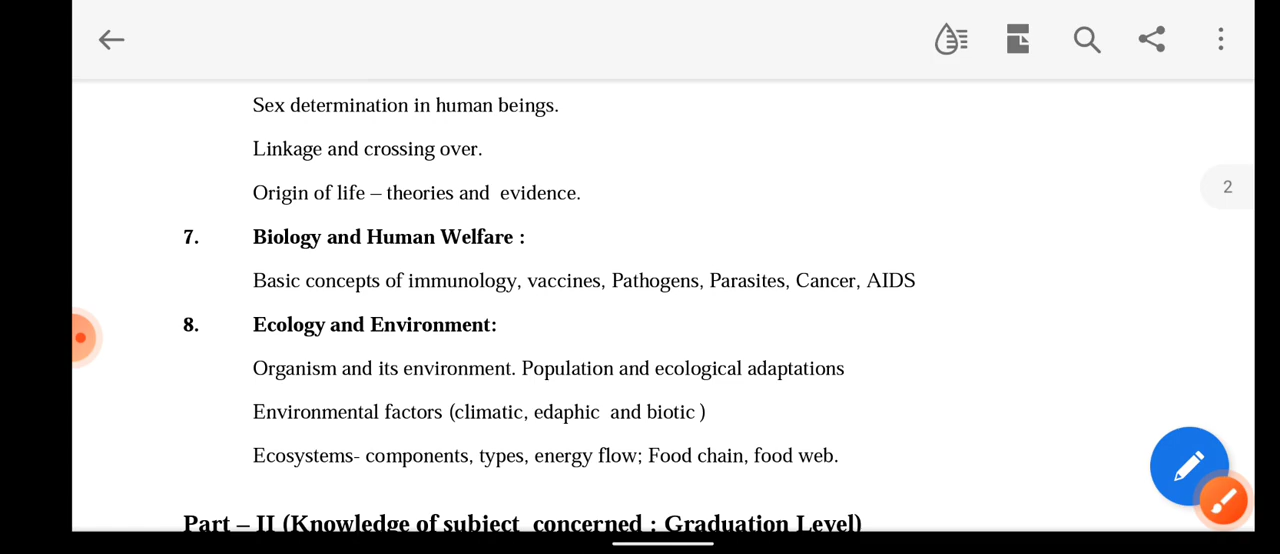 Sex determination in human beings.
Linkage and crossing over.
Origin of life – theories and evidence.
2
7. Biology and Human Welfare :
Basic concepts of immunology, vaccines, Pathogens, Parasites, Cancer, AIDS
8. Ecology and Environment:
Organism and its environment. Population and ecological adaptations
Environmental factors (climatic, edaphic and biotic )
Ecosystems- components, types, energy flow; Food chain, food web.
Part – II (Knowledge of subject concerned : Graduation Level)